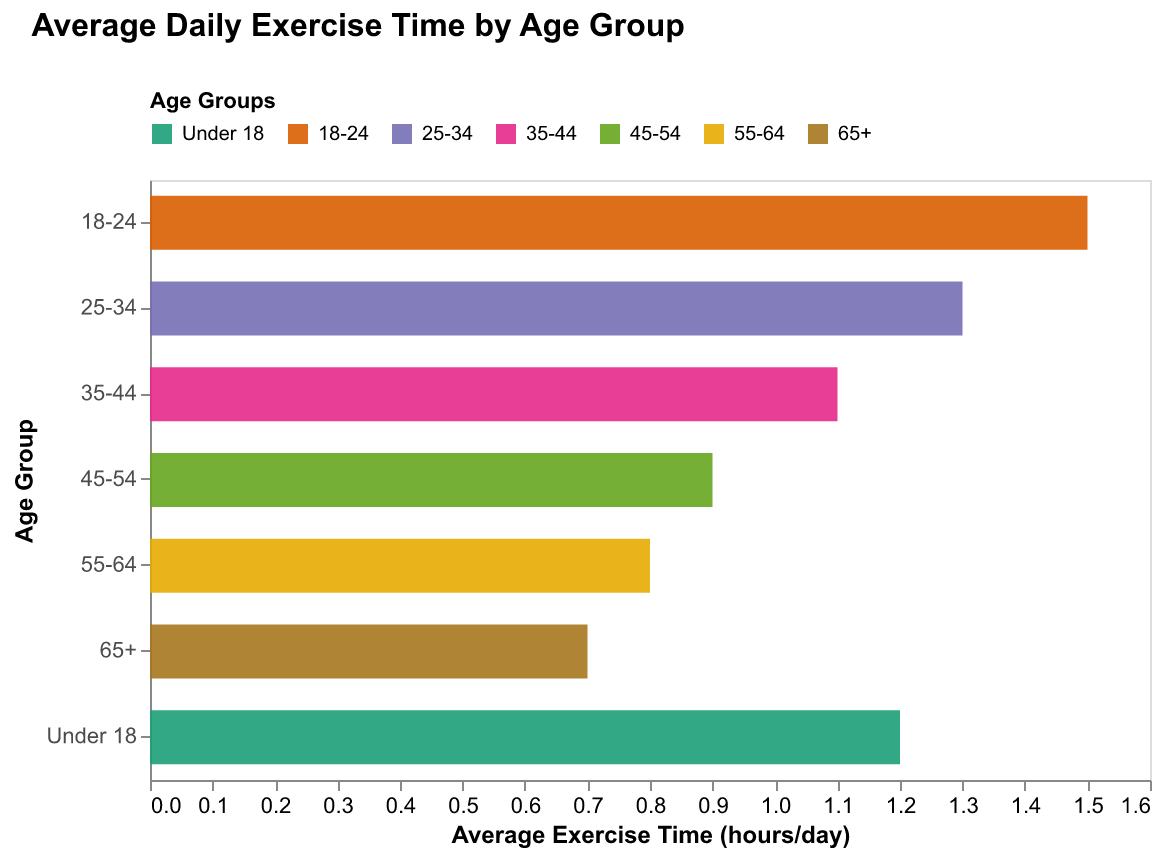 Average Daily Exercise Time by Age Group
Age Groups
Under 18 18-24 25-34 35-44 45-54 55-64 65+
18-24
25-34
35-44
45-54
55-64
65+
Under 18
Age Group
0.0 0.1 0.2 0.3 0.4 0.5 0.6 0.7 0.8 0.9 1.0 1.1 1.2 1.3 1.4 1.5 1.6
Average Exercise Time (hours/day)